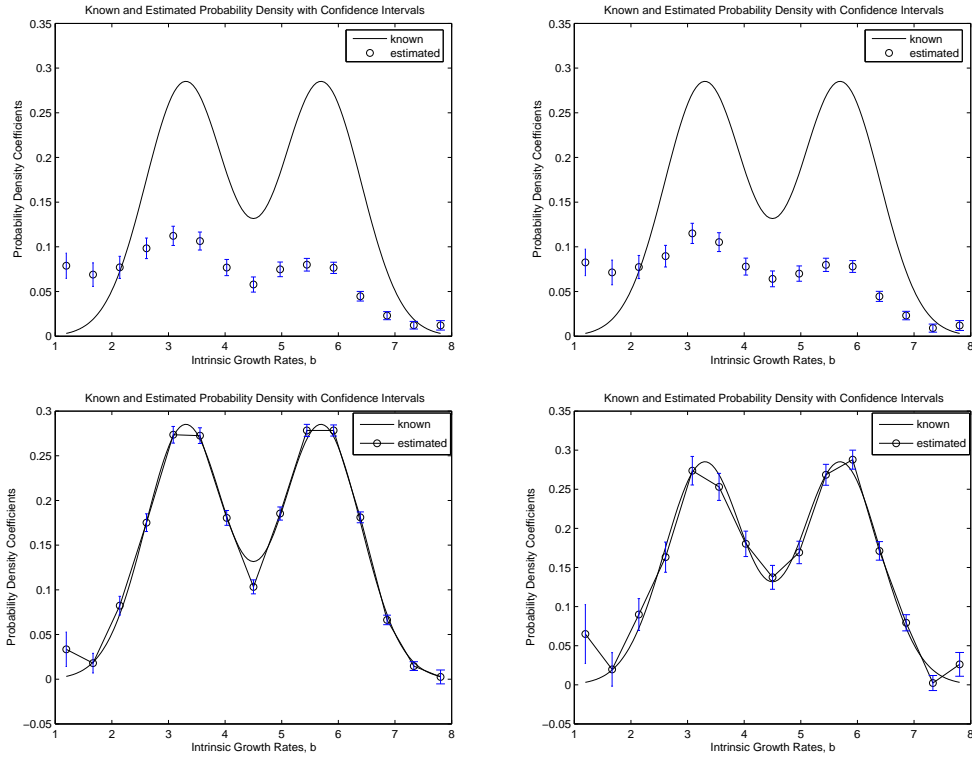 Known and Estimated Probability Density with Confidence Intervals
known
estimated
Probability Density Coefficients
0.35
0.3
0.25
0.2
0.15
0.1
0.05
0
1 2 3 4 5 6 7 8
Intrinsic Growth Rates, b
Known and Estimated Probability Density with Confidence Intervals
known
estimated
Probability Density Coefficients
0.35
0.3
0.25
0.2
0.15
0.1
0.05
0
1 2 3 4 5 6 7 8
Intrinsic Growth Rates, b
Known and Estimated Probability Density with Confidence Intervals
known
estimated
Probability Density Coefficients
0.3
0.25
0.2
0.15
0.1
0.05
0
−0.05
1 2 3 4 5 6 7 8
Intrinsic Growth Rates, b
Known and Estimated Probability Density with Confidence Intervals
known
estimated
Probability Density Coefficients
0.35
0.3
0.25
0.2
0.15
0.1
0.05
0
−0.05
1 2 3 4 5 6 7 8
Intrinsic Growth Rates, b